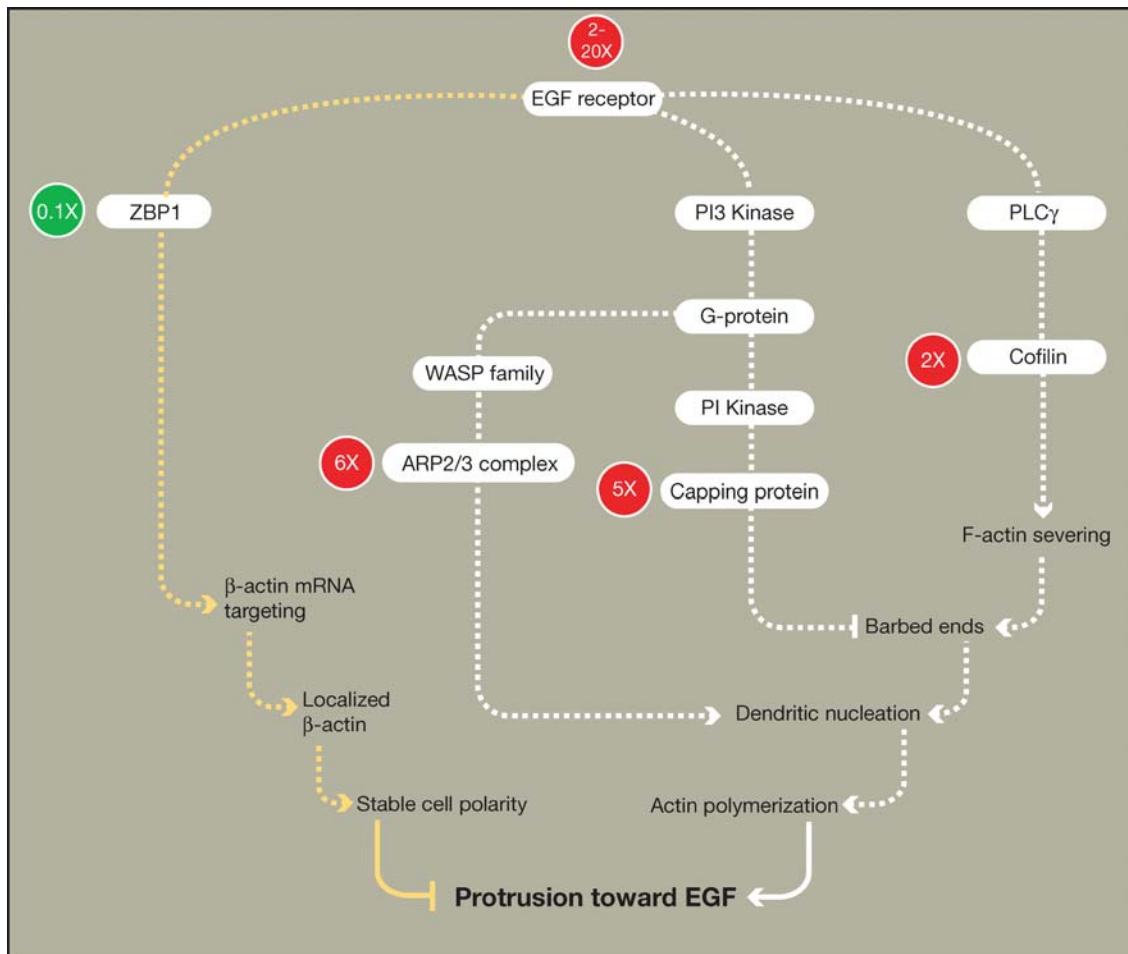 2-
20X
EGF receptor
0.1X
ZBP1
PI3 Kinase
PLCγ
G-protein
WASP family
2X
Cofilin
PI Kinase
6X
ARP2/3 complex
5X
Capping protein
F-actin severing
β-actin mRNA
targeting
Barbed ends
Localized
β-actin
Dendritic nucleation
Stable cell polarity
Actin polymerization
Protrusion toward EGF